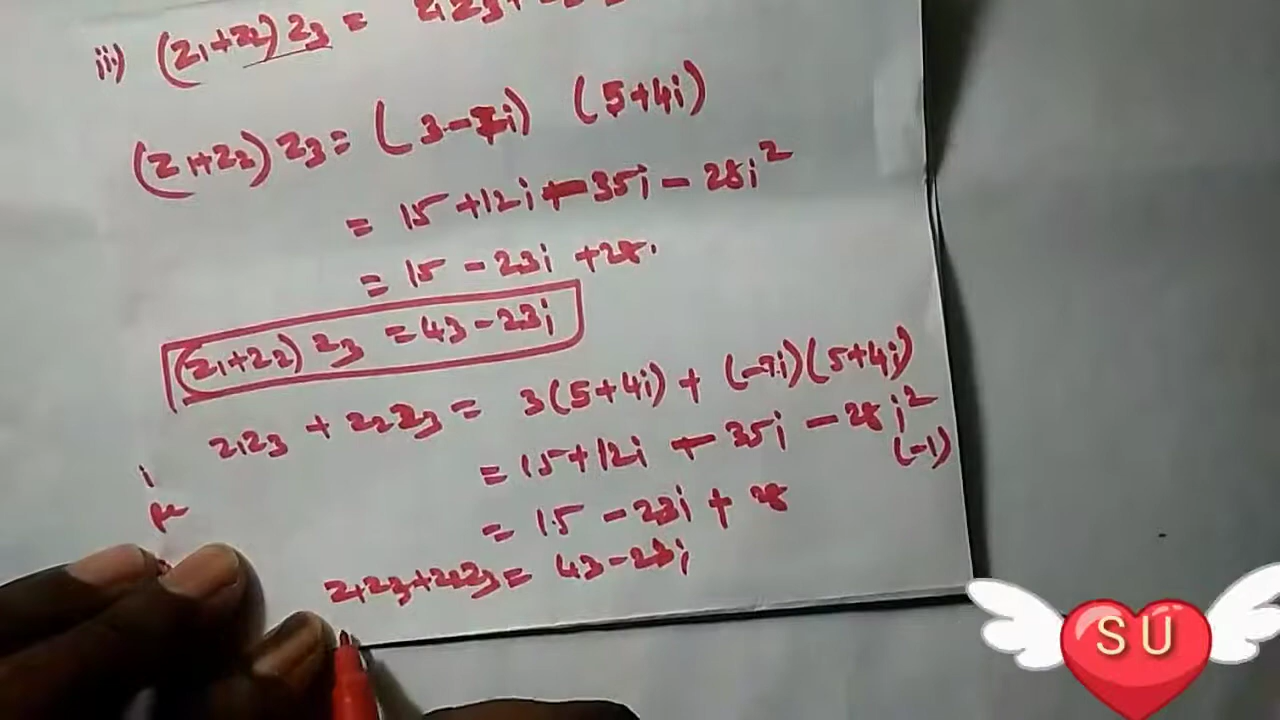 ii) (z1+z2) z3 =
(z1+z2) z3 = (3-7i) (5+4i)
= 15 +12i -35i - 28i²
= 15 - 23i +28.
(z1+z2) z3 = 43-23i
z1z3 + z2z3 = 3(5+4i) + (-7i)(5+4i)
= 15+12i - 35i - 28i²
(-1)
= 15 - 23i + 28
z1z3+z2z3 = 43-23i
i
SU